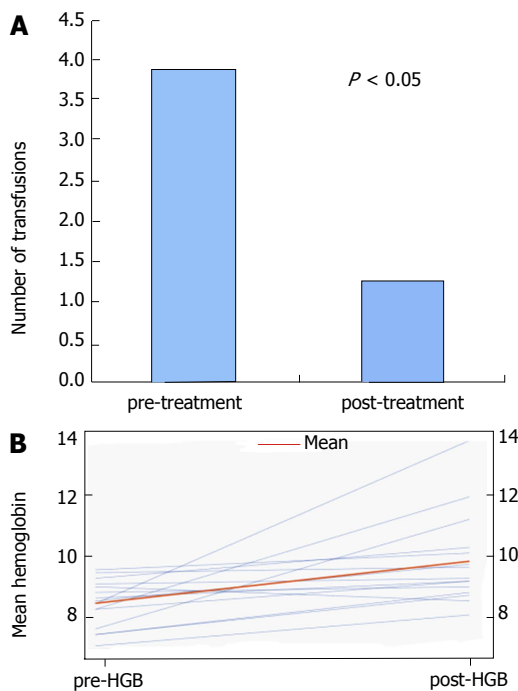 A
4.5
4.0
3.5
3.0
2.5
2.0
1.5
1.0
0.5
0.0
Number of transfusions
P < 0.05
pre-treatment post-treatment
B
Mean
14 14
12 12
10 10
8 8
Mean hemoglobin
pre-HGB post-HGB